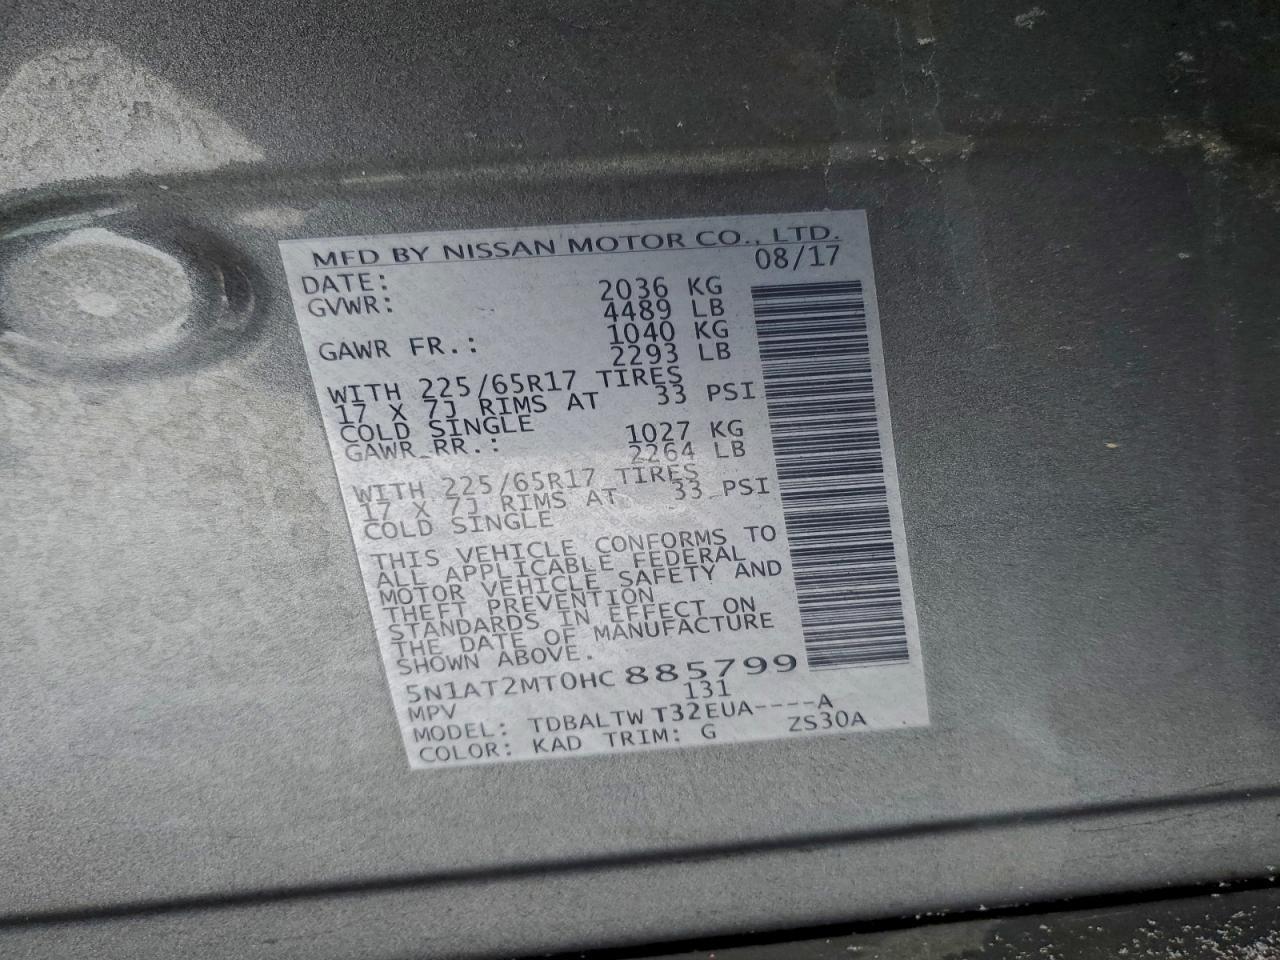 MFD BY NISSAN MOTOR CO., LTD.
DATE: 08/17
GVWR: 2036 KG
4489 LB
GAWR FR.: 1040 KG
2293 LB
WITH 225/65R17 TIRES
17 X 7J RIMS AT 33 PSI
COLD SINGLE
GAWR RR.: 1027 KG
2264 LB
WITH 225/65R17 TIRES
17 X 7J RIMS AT 33 PSI
COLD SINGLE
THIS VEHICLE CONFORMS TO
ALL APPLICABLE FEDERAL
MOTOR VEHICLE SAFETY AND
THEFT PREVENTION
STANDARDS IN EFFECT ON
THE DATE OF MANUFACTURE
SHOWN ABOVE.
5N1AT2MT0HC885799
MPV 131
MODEL: TDBALTWT32EUA----A
COLOR: KAD TRIM: G ZS30A